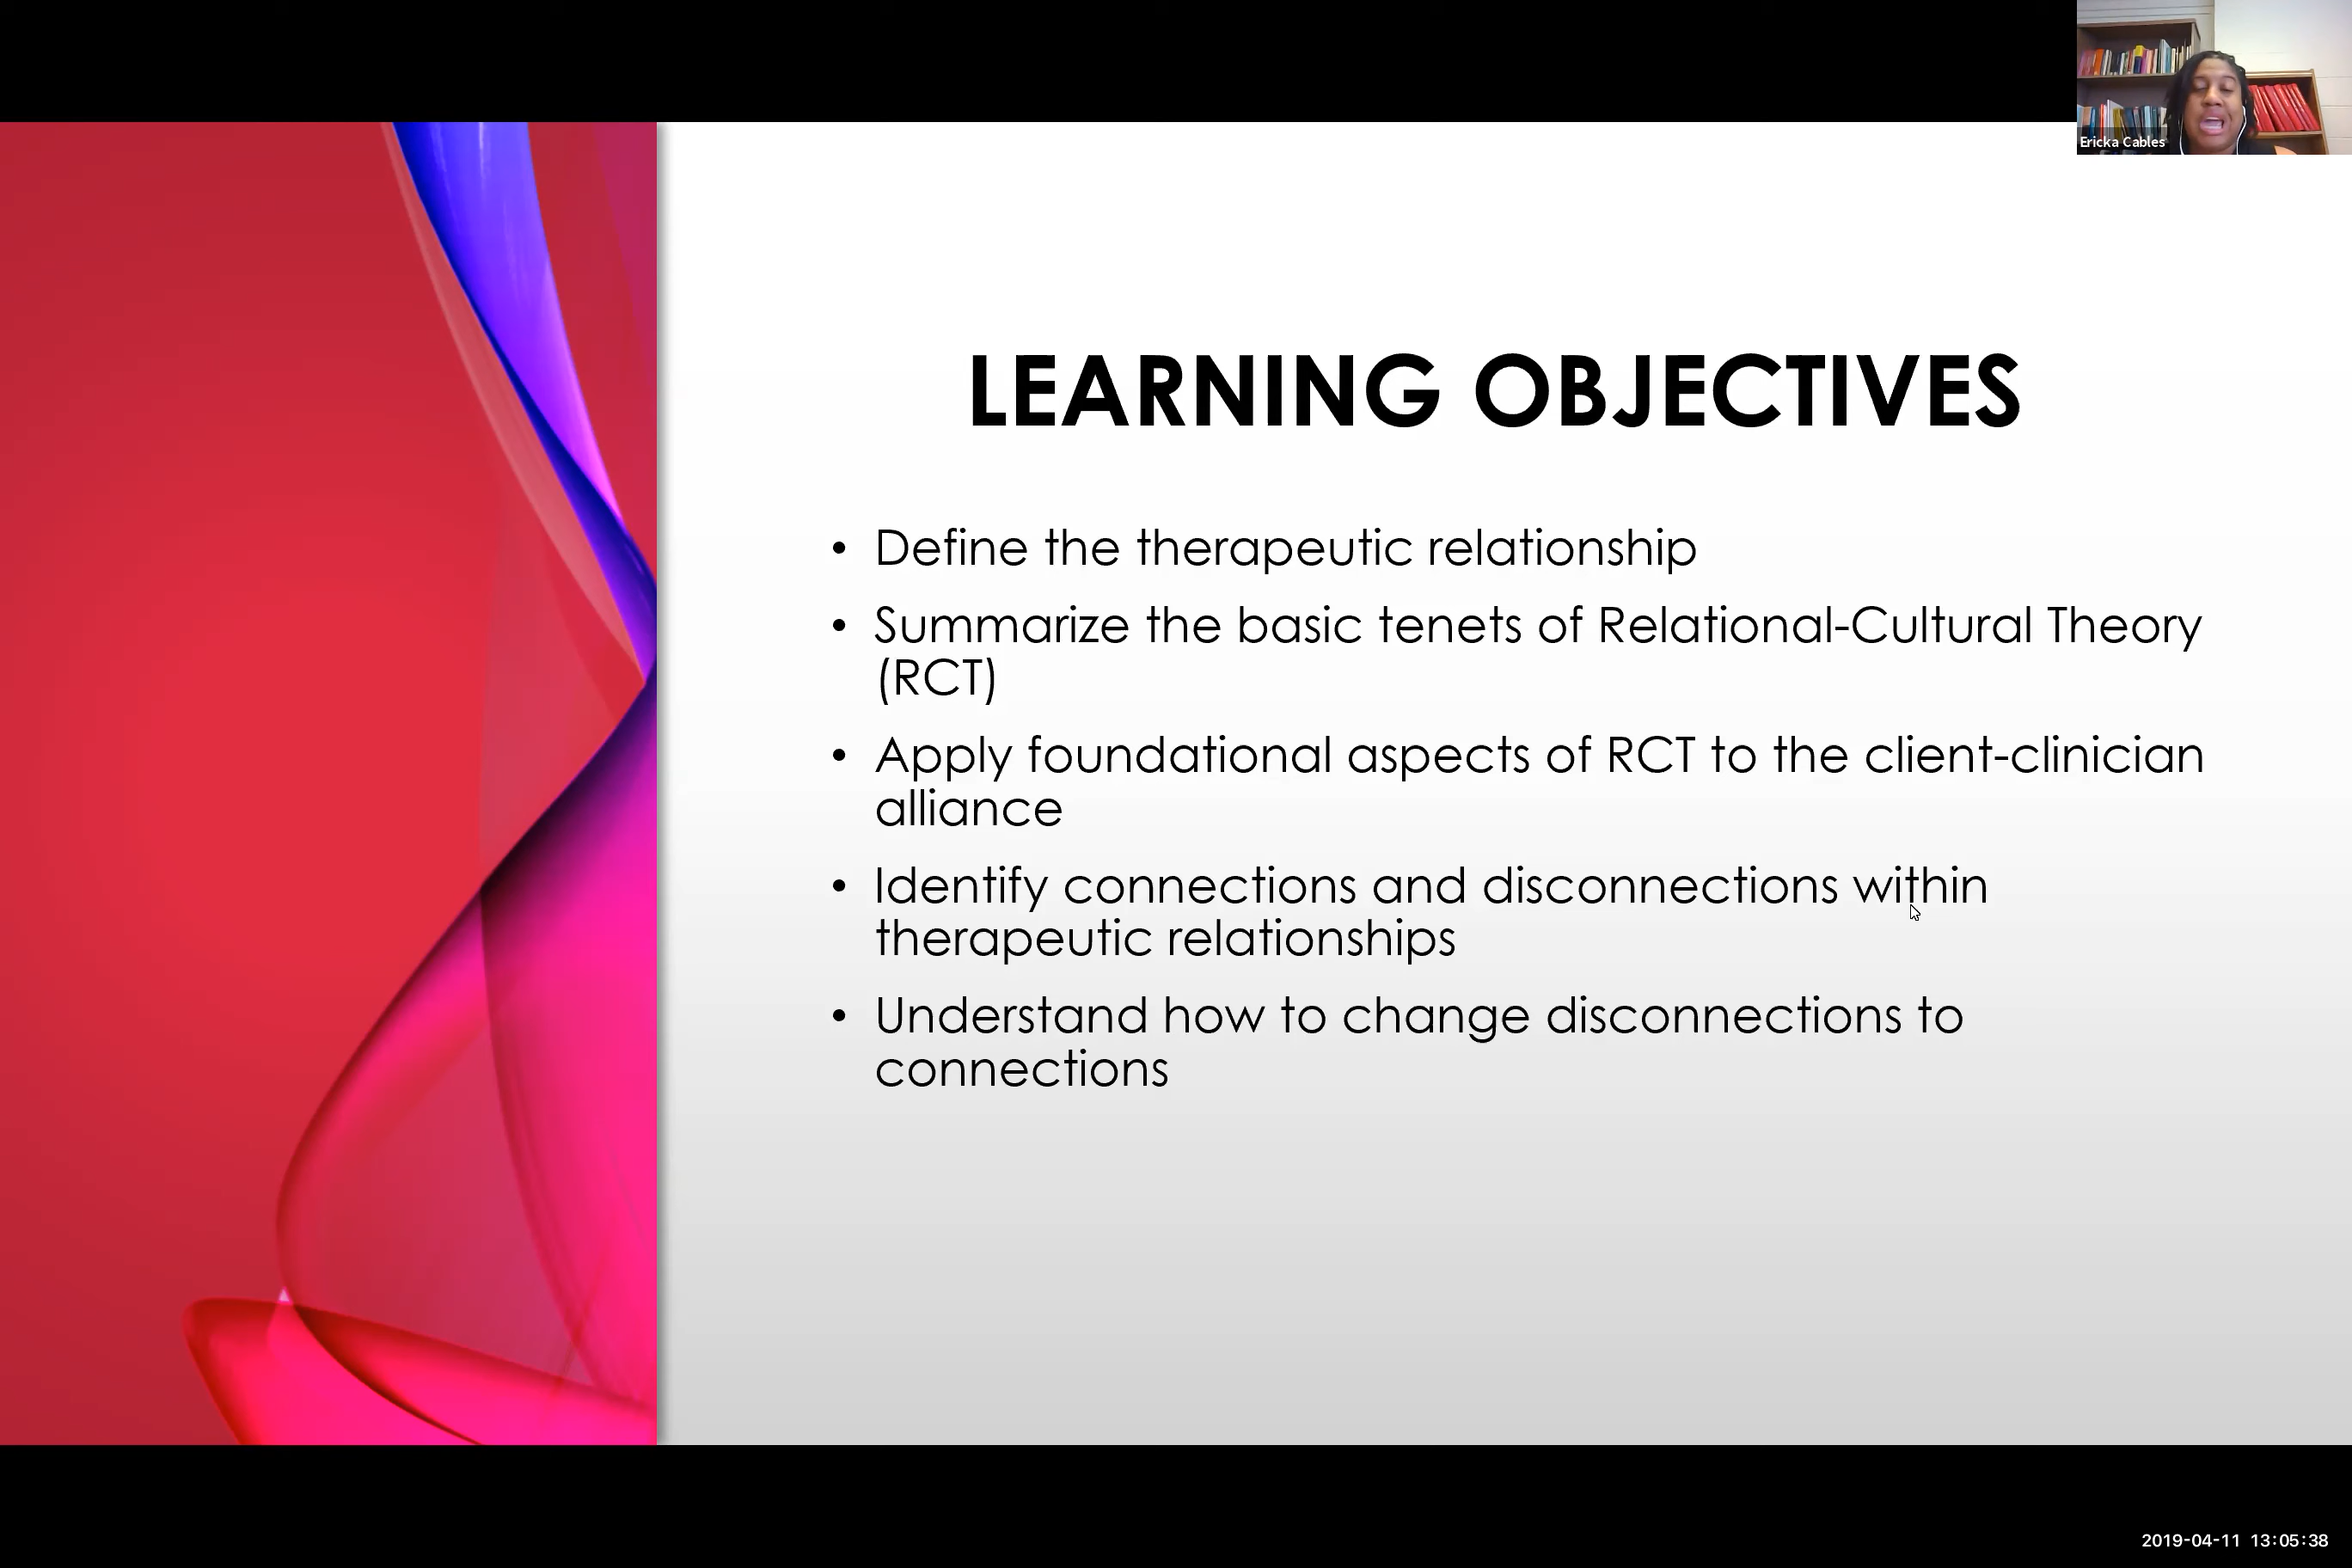 Ericka Cables
LEARNING OBJECTIVES
• Define the therapeutic relationship
• Summarize the basic tenets of Relational-Cultural Theory
(RCT)
• Apply foundational aspects of RCT to the client-clinician
alliance
• Identify connections and disconnections within
therapeutic relationships
• Understand how to change disconnections to
connections
2019-04-11 13:05:38